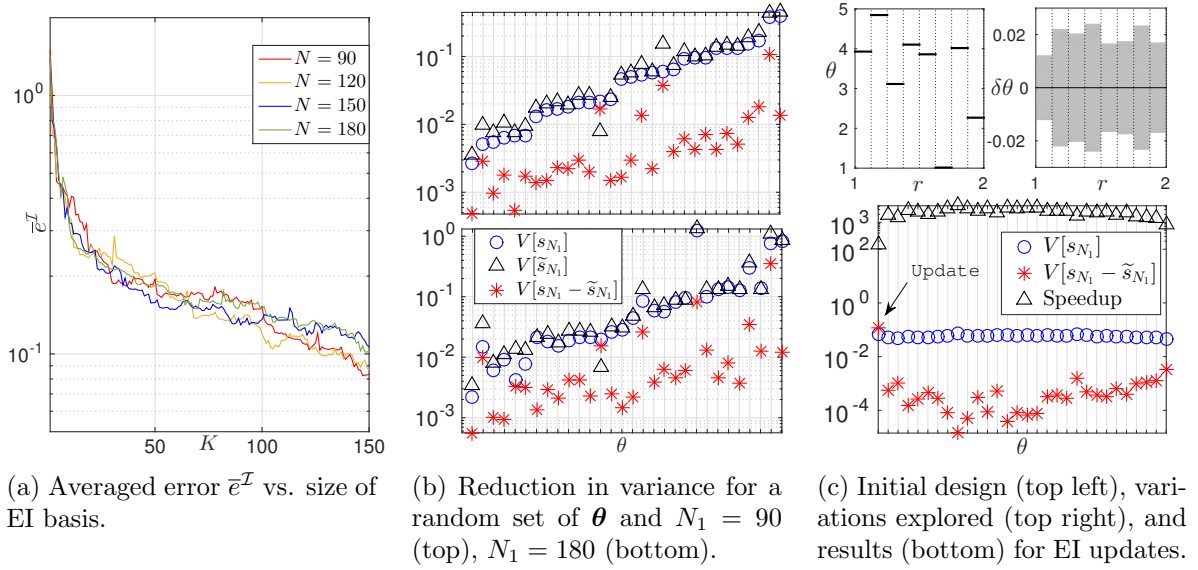 10^0
10^{-1}
e̅^ℐ
50
K
100
150
N = 90
N = 120
N = 150
N = 180
10^{-1}
10^{-2}
10^{-3}
10^0
10^{-1}
10^{-2}
10^{-3}
θ
V[s_{N_1}]
V[s̃_{N_1}]
V[s_{N_1} − s̃_{N_1}]
5
4
θ
3
2
1
1
r
2
0.02
δθ
0
-0.02
1
r
2
10^3
10^2
10^0
10^{-2}
10^{-4}
θ
Update
V[s_{N_1}]
V[s_{N_1} − s̃_{N_1}]
Speedup
(a) Averaged error e̅^ℐ vs. size of
EI basis.
(b) Reduction in variance for a
random set of θ and N_1 = 90
(top), N_1 = 180 (bottom).
(c) Initial design (top left), vari-
ations explored (top right), and
results (bottom) for EI updates.